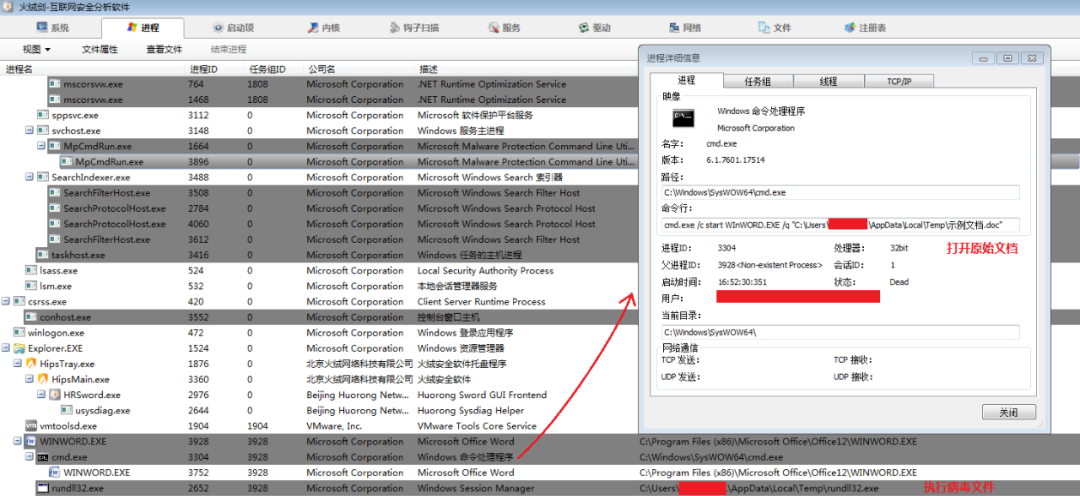 火绒剑-互联网安全分析软件
系统 进程 启动项 内核 钩子扫描 服务 驱动 网络 文件 注册表
视图 文件属性 查看文件 结束进程
进程名 进程ID 任务组ID 公司名 描述
mscorsvw.exe 764 1808 Microsoft Corporation .NET Runtime Optimization Service
mscorsvw.exe 1468 1808 Microsoft Corporation .NET Runtime Optimization Service
sppsvc.exe 3112 0 Microsoft Corporation Microsoft 软件保护平台服务
svchost.exe 3148 0 Microsoft Corporation Windows 服务主进程
MpCmdRun.exe 1664 0 Microsoft Corporation Microsoft Malware Protection Command Line Uti...
MpCmdRun.exe 3896 0 Microsoft Corporation Microsoft Malware Protection Command Line Uti...
SearchIndexer.exe 3488 0 Microsoft Corporation Microsoft Windows Search 索引器
SearchFilterHost.exe 3508 0 Microsoft Corporation Microsoft Windows Search Filter Host
SearchProtocolHost.exe 2784 0 Microsoft Corporation Microsoft Windows Search Protocol Host
SearchProtocolHost.exe 4060 0 Microsoft Corporation Microsoft Windows Search Protocol Host
SearchFilterHost.exe 3612 0 Microsoft Corporation Microsoft Windows Search Filter Host
taskhost.exe 3416 0 Microsoft Corporation Windows 任务的主机进程
lsass.exe 524 0 Microsoft Corporation Local Security Authority Process
lsm.exe 532 0 Microsoft Corporation 本地会话管理器服务
csrss.exe 420 0 Microsoft Corporation Client Server Runtime Process
conhost.exe 3552 0 Microsoft Corporation 控制台窗口主机
winlogon.exe 472 0 Microsoft Corporation Windows 登录应用程序
Explorer.EXE 1524 0 Microsoft Corporation Windows 资源管理器
HipsTray.exe 1876 0 北京火绒网络科技有限公司 火绒安全软件托盘程序
HipsMain.exe 3360 0 北京火绒网络科技有限公司 火绒安全软件
HRSword.exe 2976 0 Beijing Huorong Netw... Huorong Sword GUI Frontend
usysdiag.exe 2644 0 Beijing Huorong Netw... Huorong Sysdiag Helper
vmtoolsd.exe 1904 1904 VMware, Inc. VMware Tools Core Service
WINWORD.EXE 3928 3928 Microsoft Corporation Microsoft Office Word C:\Program Files (x86)\Microsoft Office\Office12\WINWORD.EXE
cmd.exe 3304 3928 Microsoft Corporation Windows 命令处理程序 C:\Windows\SysWOW64\cmd.exe
WINWORD.EXE 3752 3928 Microsoft Corporation Microsoft Office Word C:\Program Files (x86)\Microsoft Office\Office12\WINWORD.EXE
rundll32.exe 2652 3928 Microsoft Corporation Windows Session Manager C:\Users\ \AppData\Local\Temp\rundll32.exe 执行病毒文件
进程详细信息
进程 任务组 线程 TCP/IP
映像
Windows 命令处理程序
Microsoft Corporation
名字: cmd.exe
版本: 6.1.7601.17514
路径:
C:\Windows\SysWOW64\cmd.exe
命令行:
cmd.exe /c start WINWORD.EXE /q "C:\Users\ \AppData\Local\Temp\示例文档.doc"
进程ID: 3304 处理器: 32bit 打开原始文档
父进程ID: 3928<Non-existent Process> 会话ID: 1
启动时间: 16:52:30:351 状态: Dead
用户:
当前目录:
C:\Windows\SysWOW64\
网络通信
TCP 发送: TCP 接收:
UDP 发送: UDP 接收:
关闭